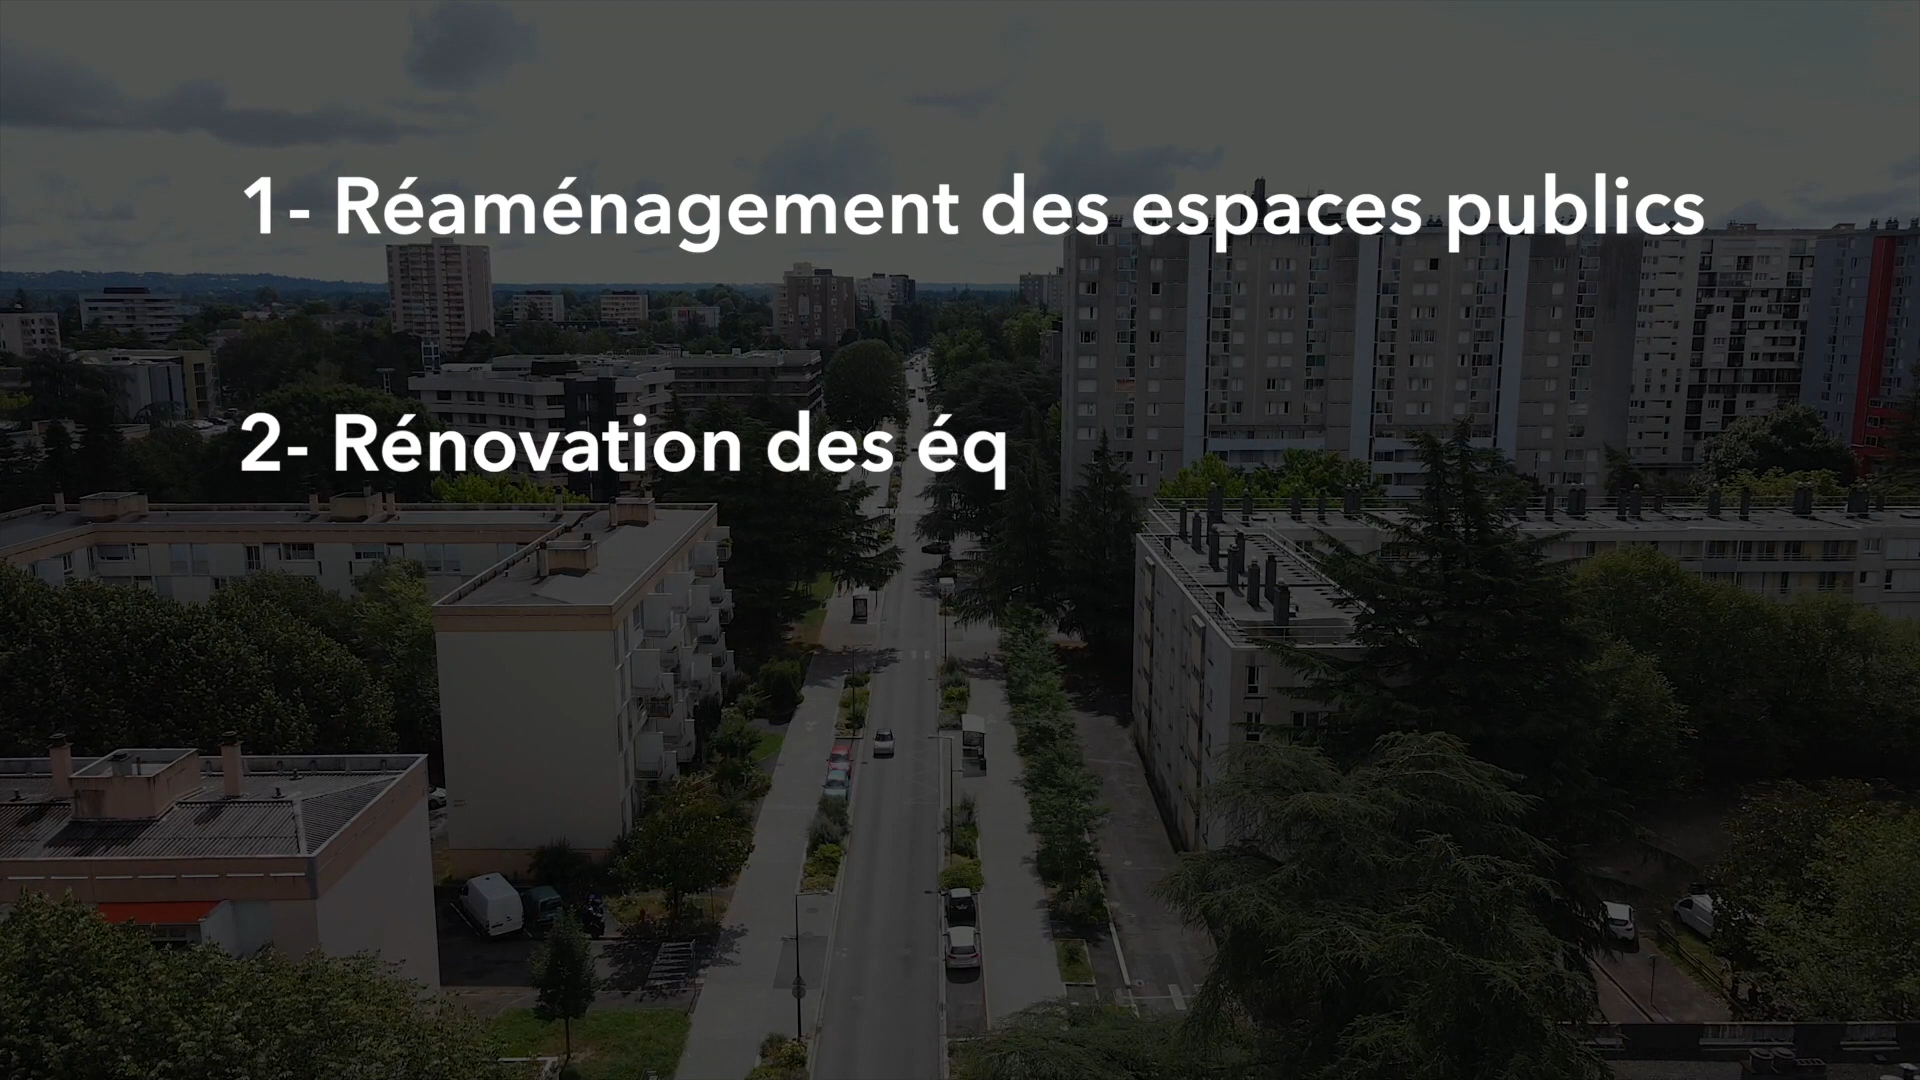 1- Réaménagement des espaces publics
2- Rénovation des éq